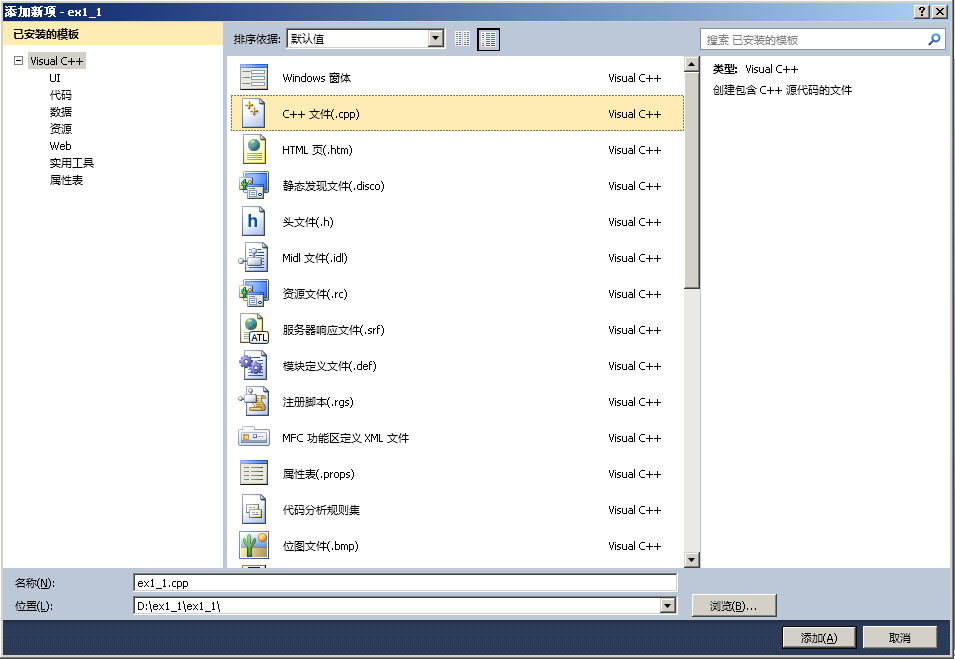 添加新项 - ex1_1
已安装的模板
排序依据: 默认值
搜索 已安装的模板
Visual C++
UI
代码
数据
资源
Web
实用工具
属性表
Windows 窗体 Visual C++
C++ 文件(.cpp) Visual C++
HTML 页(.htm) Visual C++
静态发现文件(.disco) Visual C++
头文件(.h) Visual C++
Midl 文件(.idl) Visual C++
资源文件(.rc) Visual C++
ATL
服务器响应文件(.srf) Visual C++
模块定义文件(.def) Visual C++
注册脚本(.rgs) Visual C++
MFC 功能区定义 XML 文件 Visual C++
属性表(.props) Visual C++
代码分析规则集 Visual C++
位图文件(.bmp) Visual C++
类型: Visual C++
创建包含 C++ 源代码的文件
名称(N): ex1_1.cpp
位置(L): D:\ex1_1\ex1_1\ 浏览(B)...
添加(A) 取消